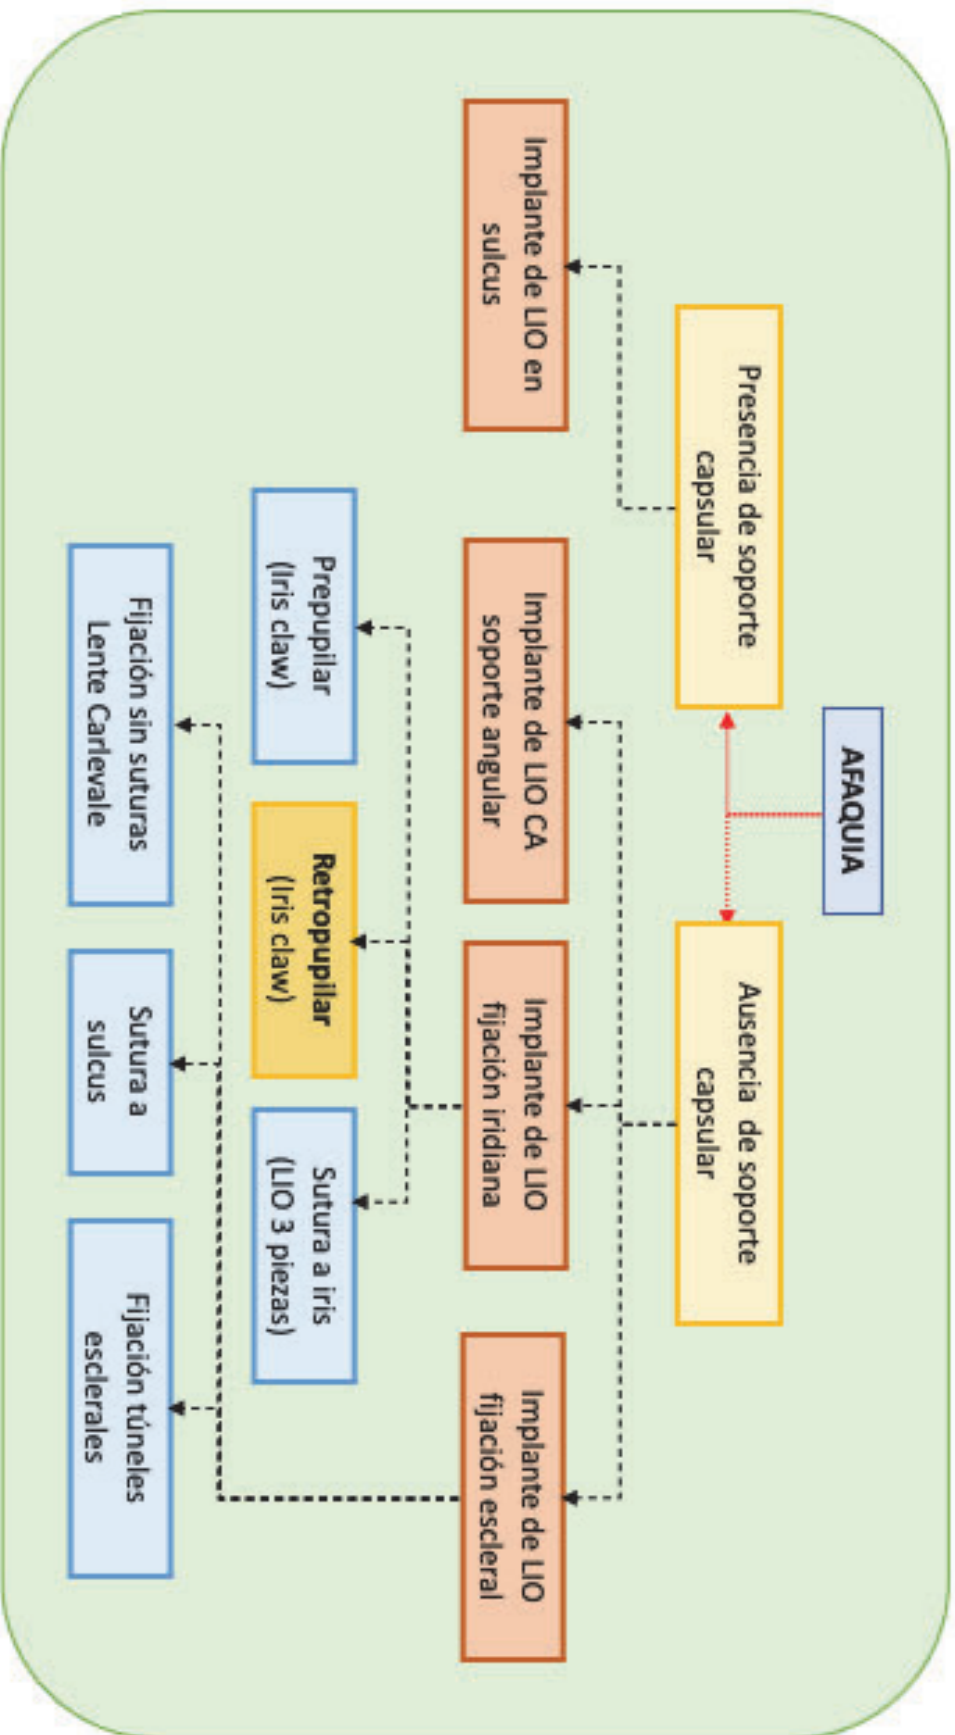 AFAQUIA
Presencia de soporte
capsular
Ausencia de soporte
capsular
Implante de LIO en
sulcus
Implante de LIO CA
soporte angular
Implante de LIO
fijación iridiana
Implante de LIO
fijación escleral
Prepupilar
(Iris claw)
Retropupilar
(Iris claw)
Sutura a iris
(LIO 3 piezas)
Fijación sin suturas
Lente Carlevale
Sutura a
sulcus
Fijación túneles
esclerales